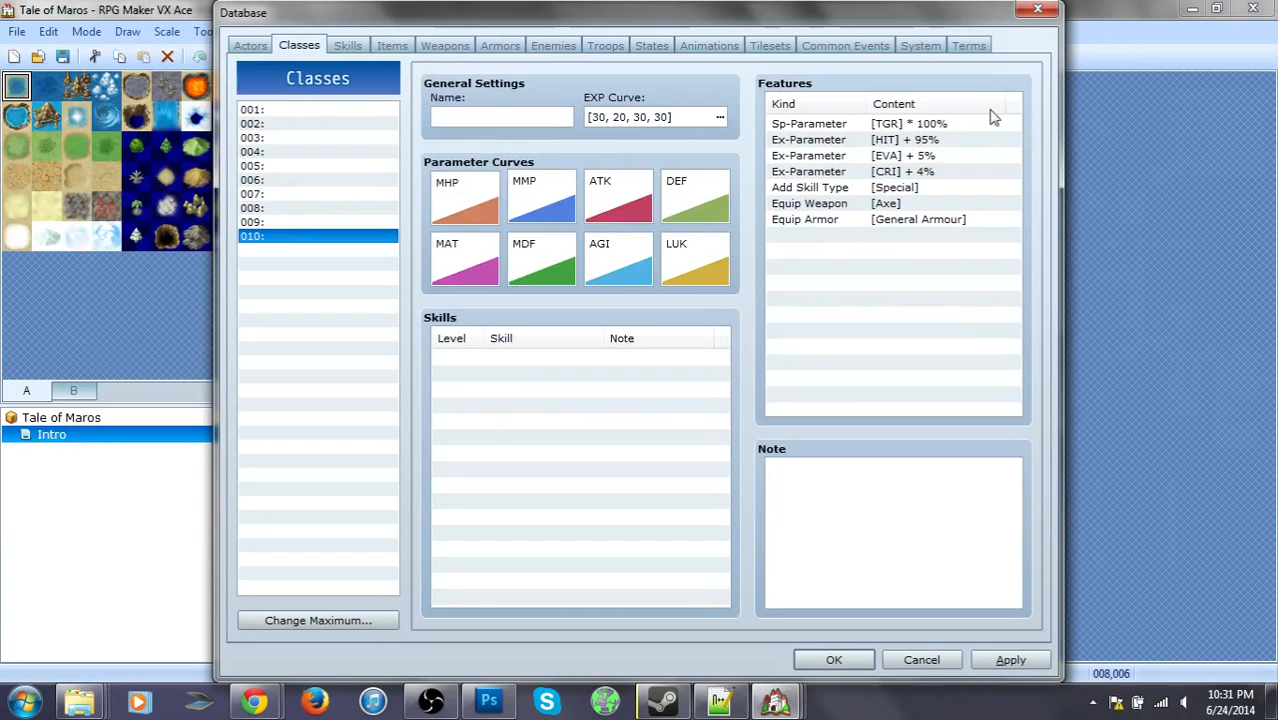 Tale of Maros - RPG Maker VX Ace
File Edit Mode Draw Scale Too
A B
Tale of Maros
Intro
Database
Actors Classes Skills Items Weapons Armors Enemies Troops States Animations Tilesets Common Events System Terms
Classes
001:
002:
003:
004:
005:
006:
007:
008:
009:
010:
Change Maximum...
General Settings
Name: EXP Curve:
[30, 20, 30, 30] ...
Parameter Curves
MHP MMP ATK DEF
MAT MDF AGI LUK
Skills
Level Skill Note
Features
Kind Content
Sp-Parameter [TGR] * 100%
Ex-Parameter [HIT] + 95%
Ex-Parameter [EVA] + 5%
Ex-Parameter [CRI] + 4%
Add Skill Type [Special]
Equip Weapon [Axe]
Equip Armor [General Armour]
Note
OK Cancel Apply
008,006
Ps
10:31 PM
6/24/2014